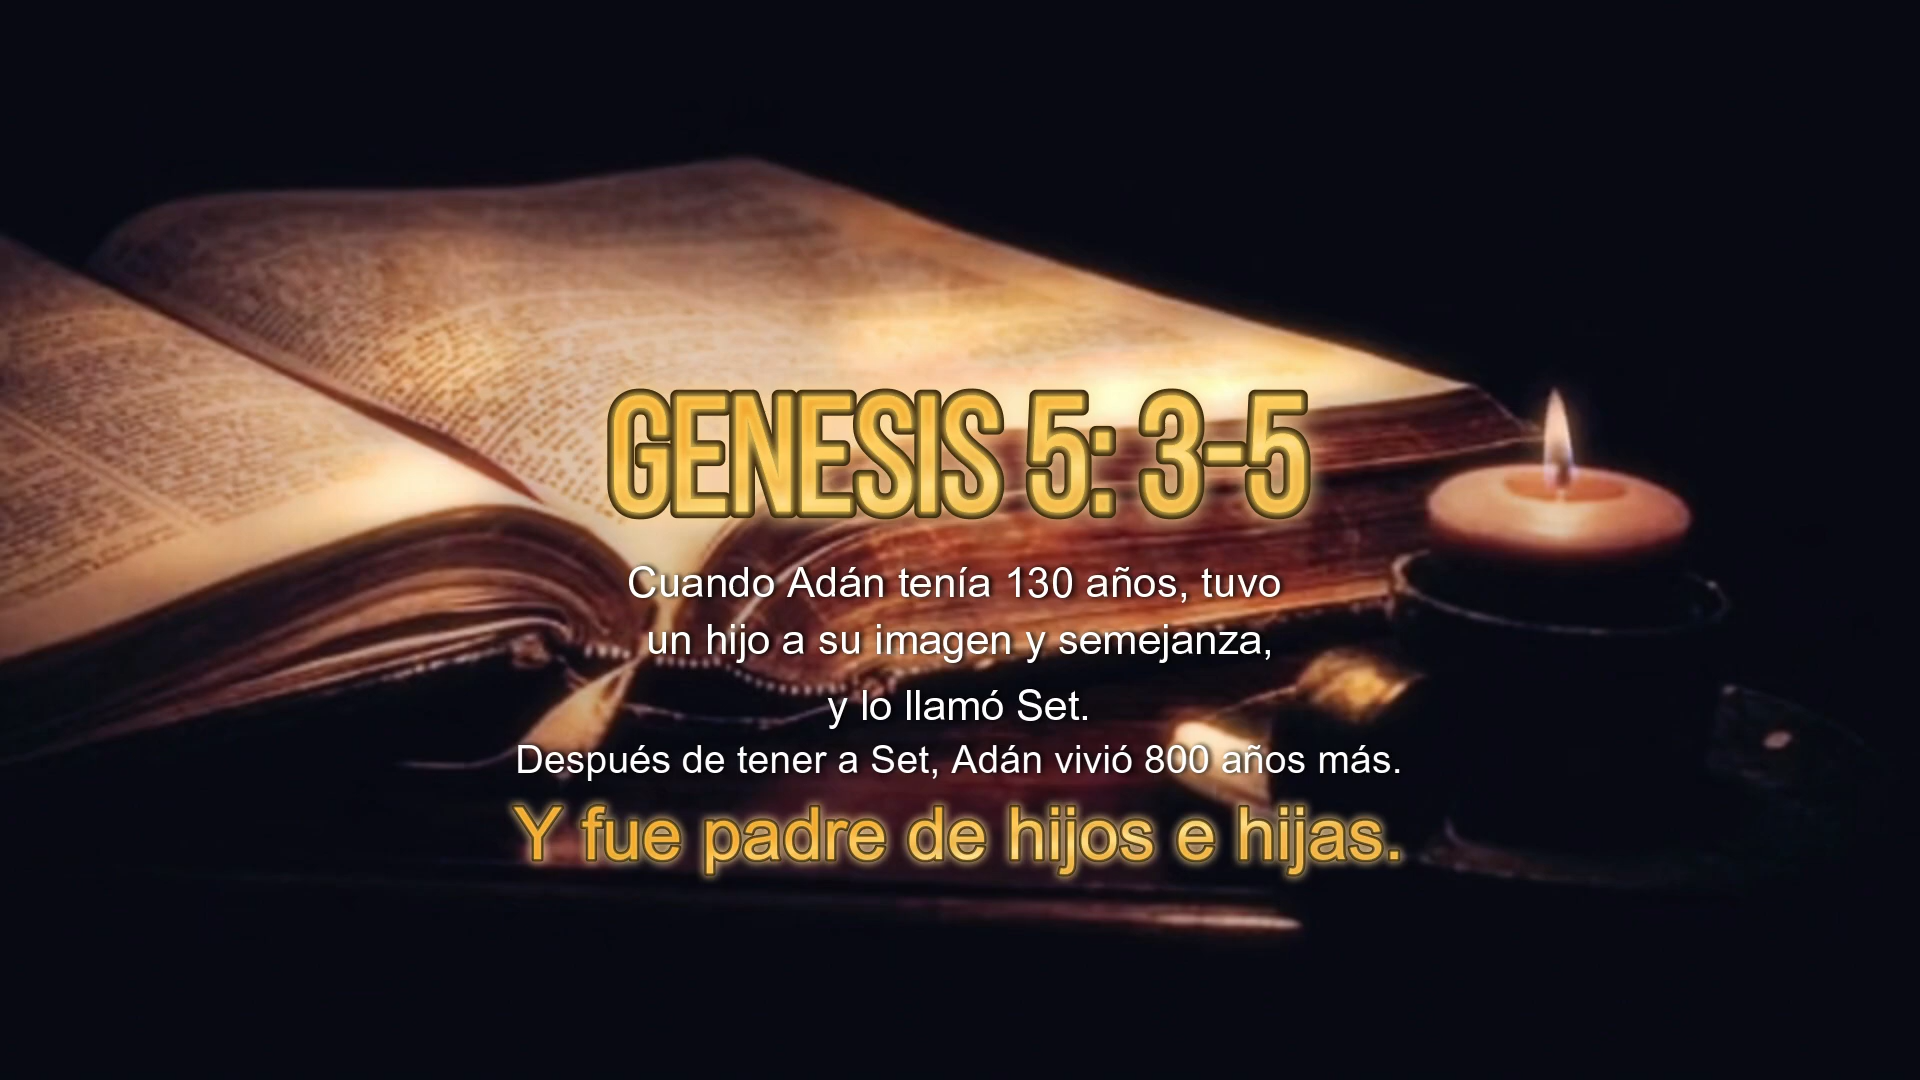 GENESIS 5: 3-5
Cuando Adán tenía 130 años, tuvo
un hijo a su imagen y semejanza,
y lo llamó Set.
Después de tener a Set, Adán vivió 800 años más.
Y fue padre de hijos e hijas.